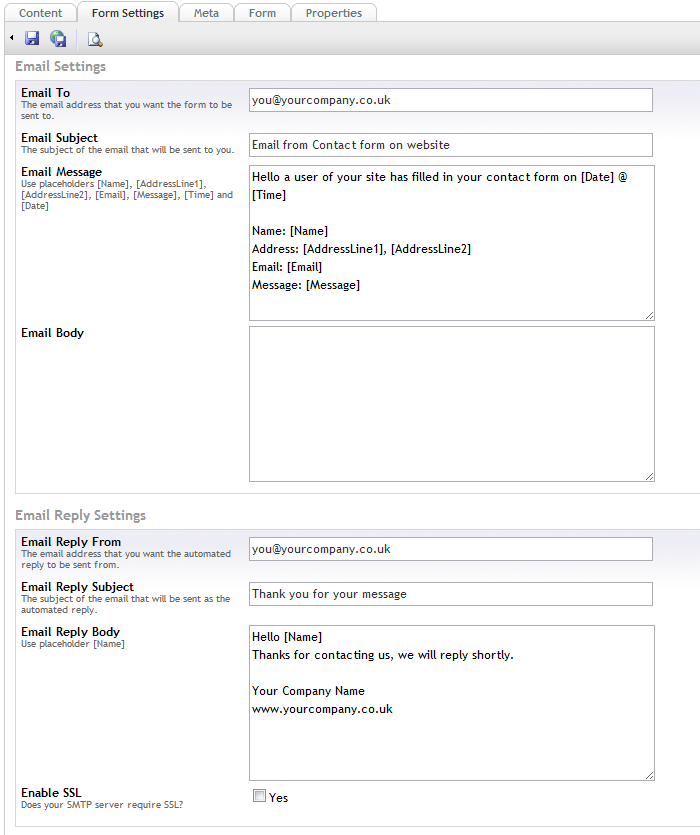 Content Form Settings Meta Form Properties
Email Settings
Email To
The email address that you want the form to be
sent to.
you@yourcompany.co.uk
Email Subject
The subject of the email that will be sent to you.
Email from Contact form on website
Email Message
Use placeholders [Name], [AddressLine1],
[AddressLine2], [Email], [Message], [Time] and
[Date]
Hello a user of your site has filled in your contact form on [Date] @
[Time]
Name: [Name]
Address: [AddressLine1], [AddressLine2]
Email: [Email]
Message: [Message]
Email Body
Email Reply Settings
Email Reply From
The email address that you want the automated
reply to be sent from.
you@yourcompany.co.uk
Email Reply Subject
The subject of the email that will be sent as the
automated reply.
Thank you for your message
Email Reply Body
Use placeholder [Name]
Hello [Name]
Thanks for contacting us, we will reply shortly.
Your Company Name
www.yourcompany.co.uk
Enable SSL
Does your SMTP server require SSL?
Yes